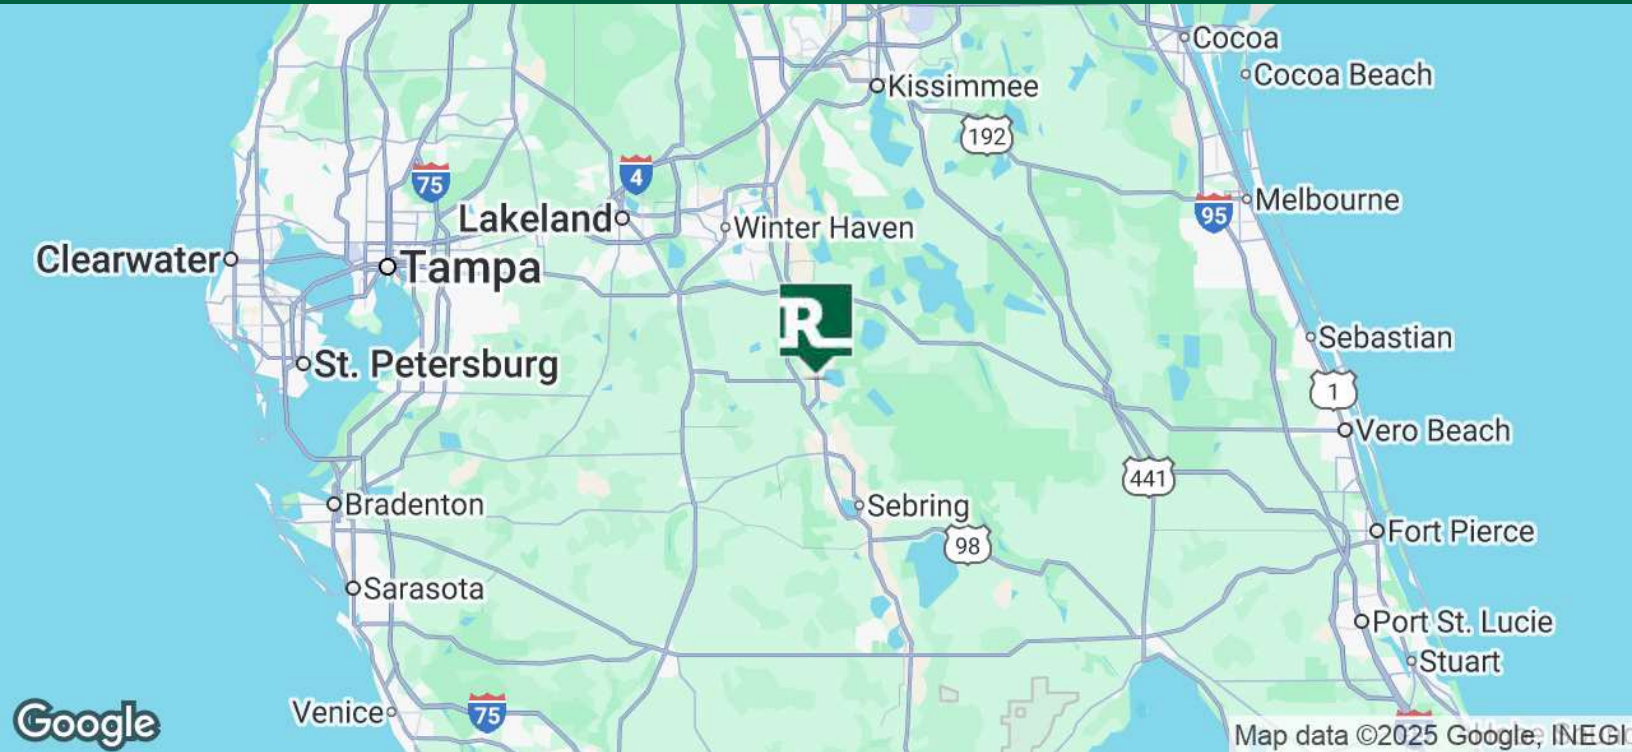 Cocoa
Cocoa Beach
Kissimmee
192
75
4
Lakeland
Winter Haven
95
Melbourne
Clearwater
Tampa
R
Sebastian
St. Petersburg
1
Vero Beach
441
Bradenton
Sebring
98
Fort Pierce
Sarasota
Port St. Lucie
Stuart
Venice
75
Google
Map data ©2025 Google, INEGI